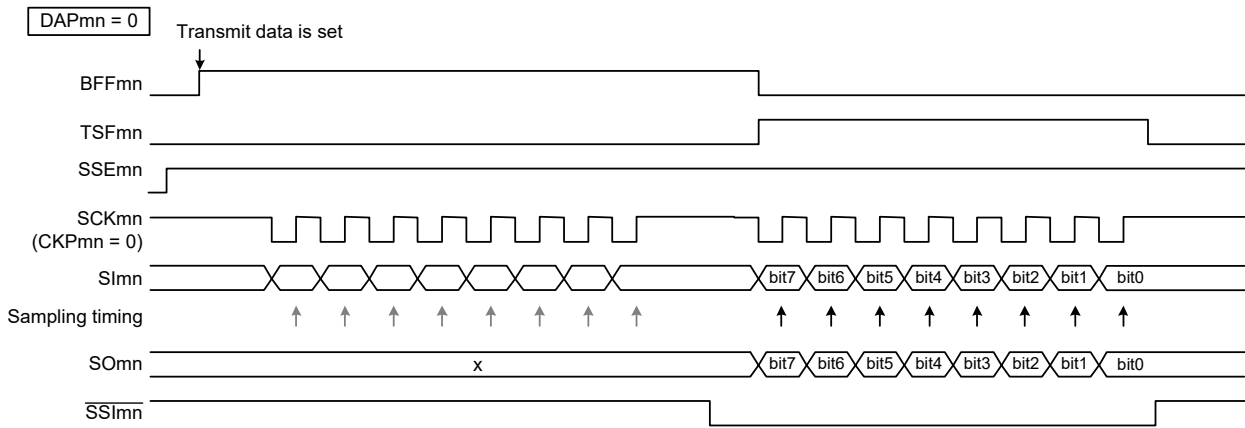 DAPmn = 0
Transmit data is set
BFFmn
TSFmn
SSEmn
SCKmn
(CKPmn = 0)
SImn
bit7 bit6 bit5 bit4 bit3 bit2 bit1 bit0
Sampling timing
SOmn
x
bit7 bit6 bit5 bit4 bit3 bit2 bit1 bit0
SSImn